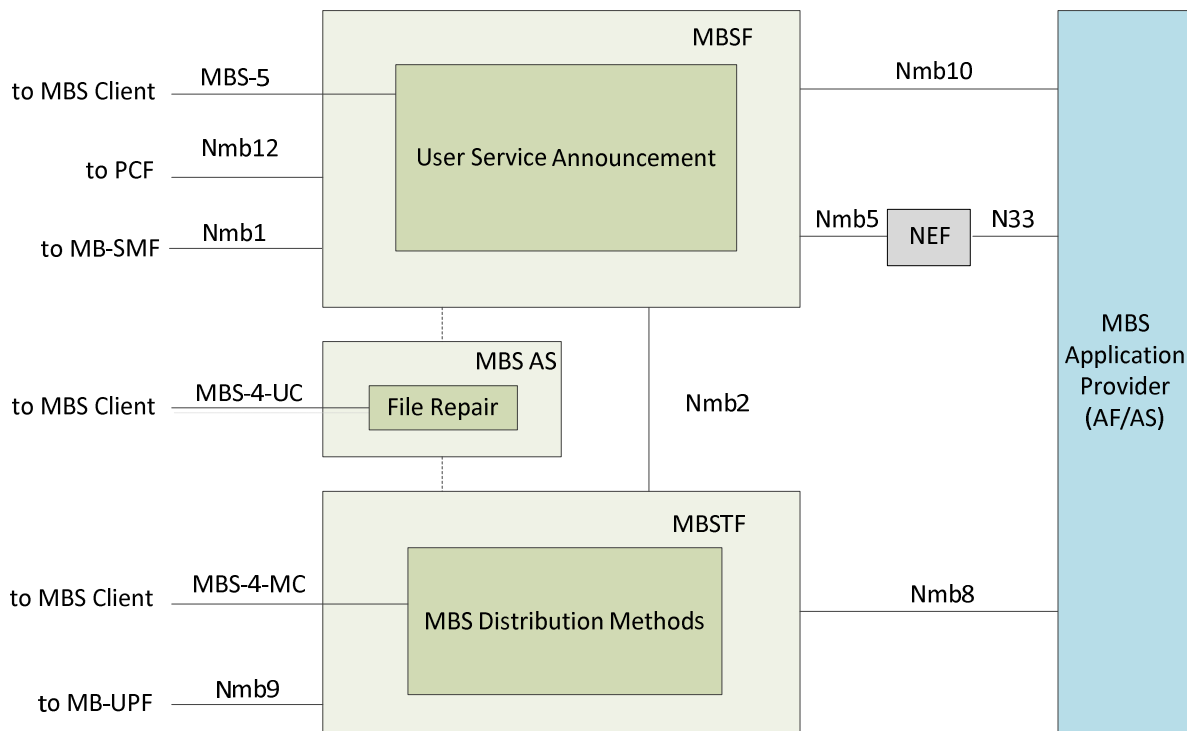 MBSF
to MBS Client
MBS-5
User Service Announcement
Nmb10
Nmb12
to PCF
Nmb5
NEF
N33
Nmb1
to MB-SMF
MBS
Application
Provider
(AF/AS)
MBS AS
MBS-4-UC
to MBS Client
File Repair
Nmb2
MBSTF
MBS-4-MC
to MBS Client
MBS Distribution Methods
Nmb8
Nmb9
to MB-UPF